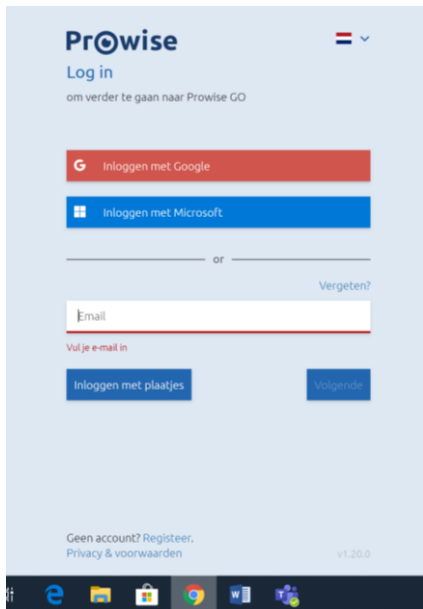 Prowise
Log in
om verder te gaan naar Prowise GO
Inloggen met Google
Inloggen met Microsoft
or
Vergeten?
Email
Vul je e-mail in
Inloggen met plaatjes
Volgende
Geen account? Registeer.
Privacy & voorwaarden
v1.20.0